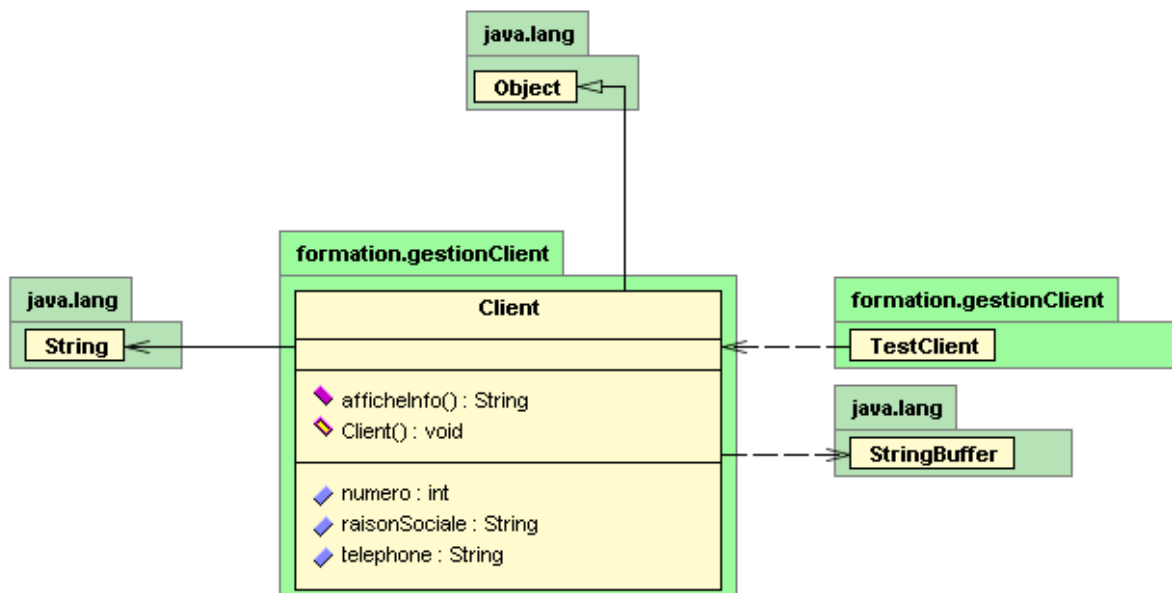 java.lang
Object
formation.gestionClient
Client
afficheInfo() : String
Client() : void
numero : int
raisonSociale : String
telephone : String
java.lang
String
formation.gestionClient
TestClient
java.lang
StringBuffer